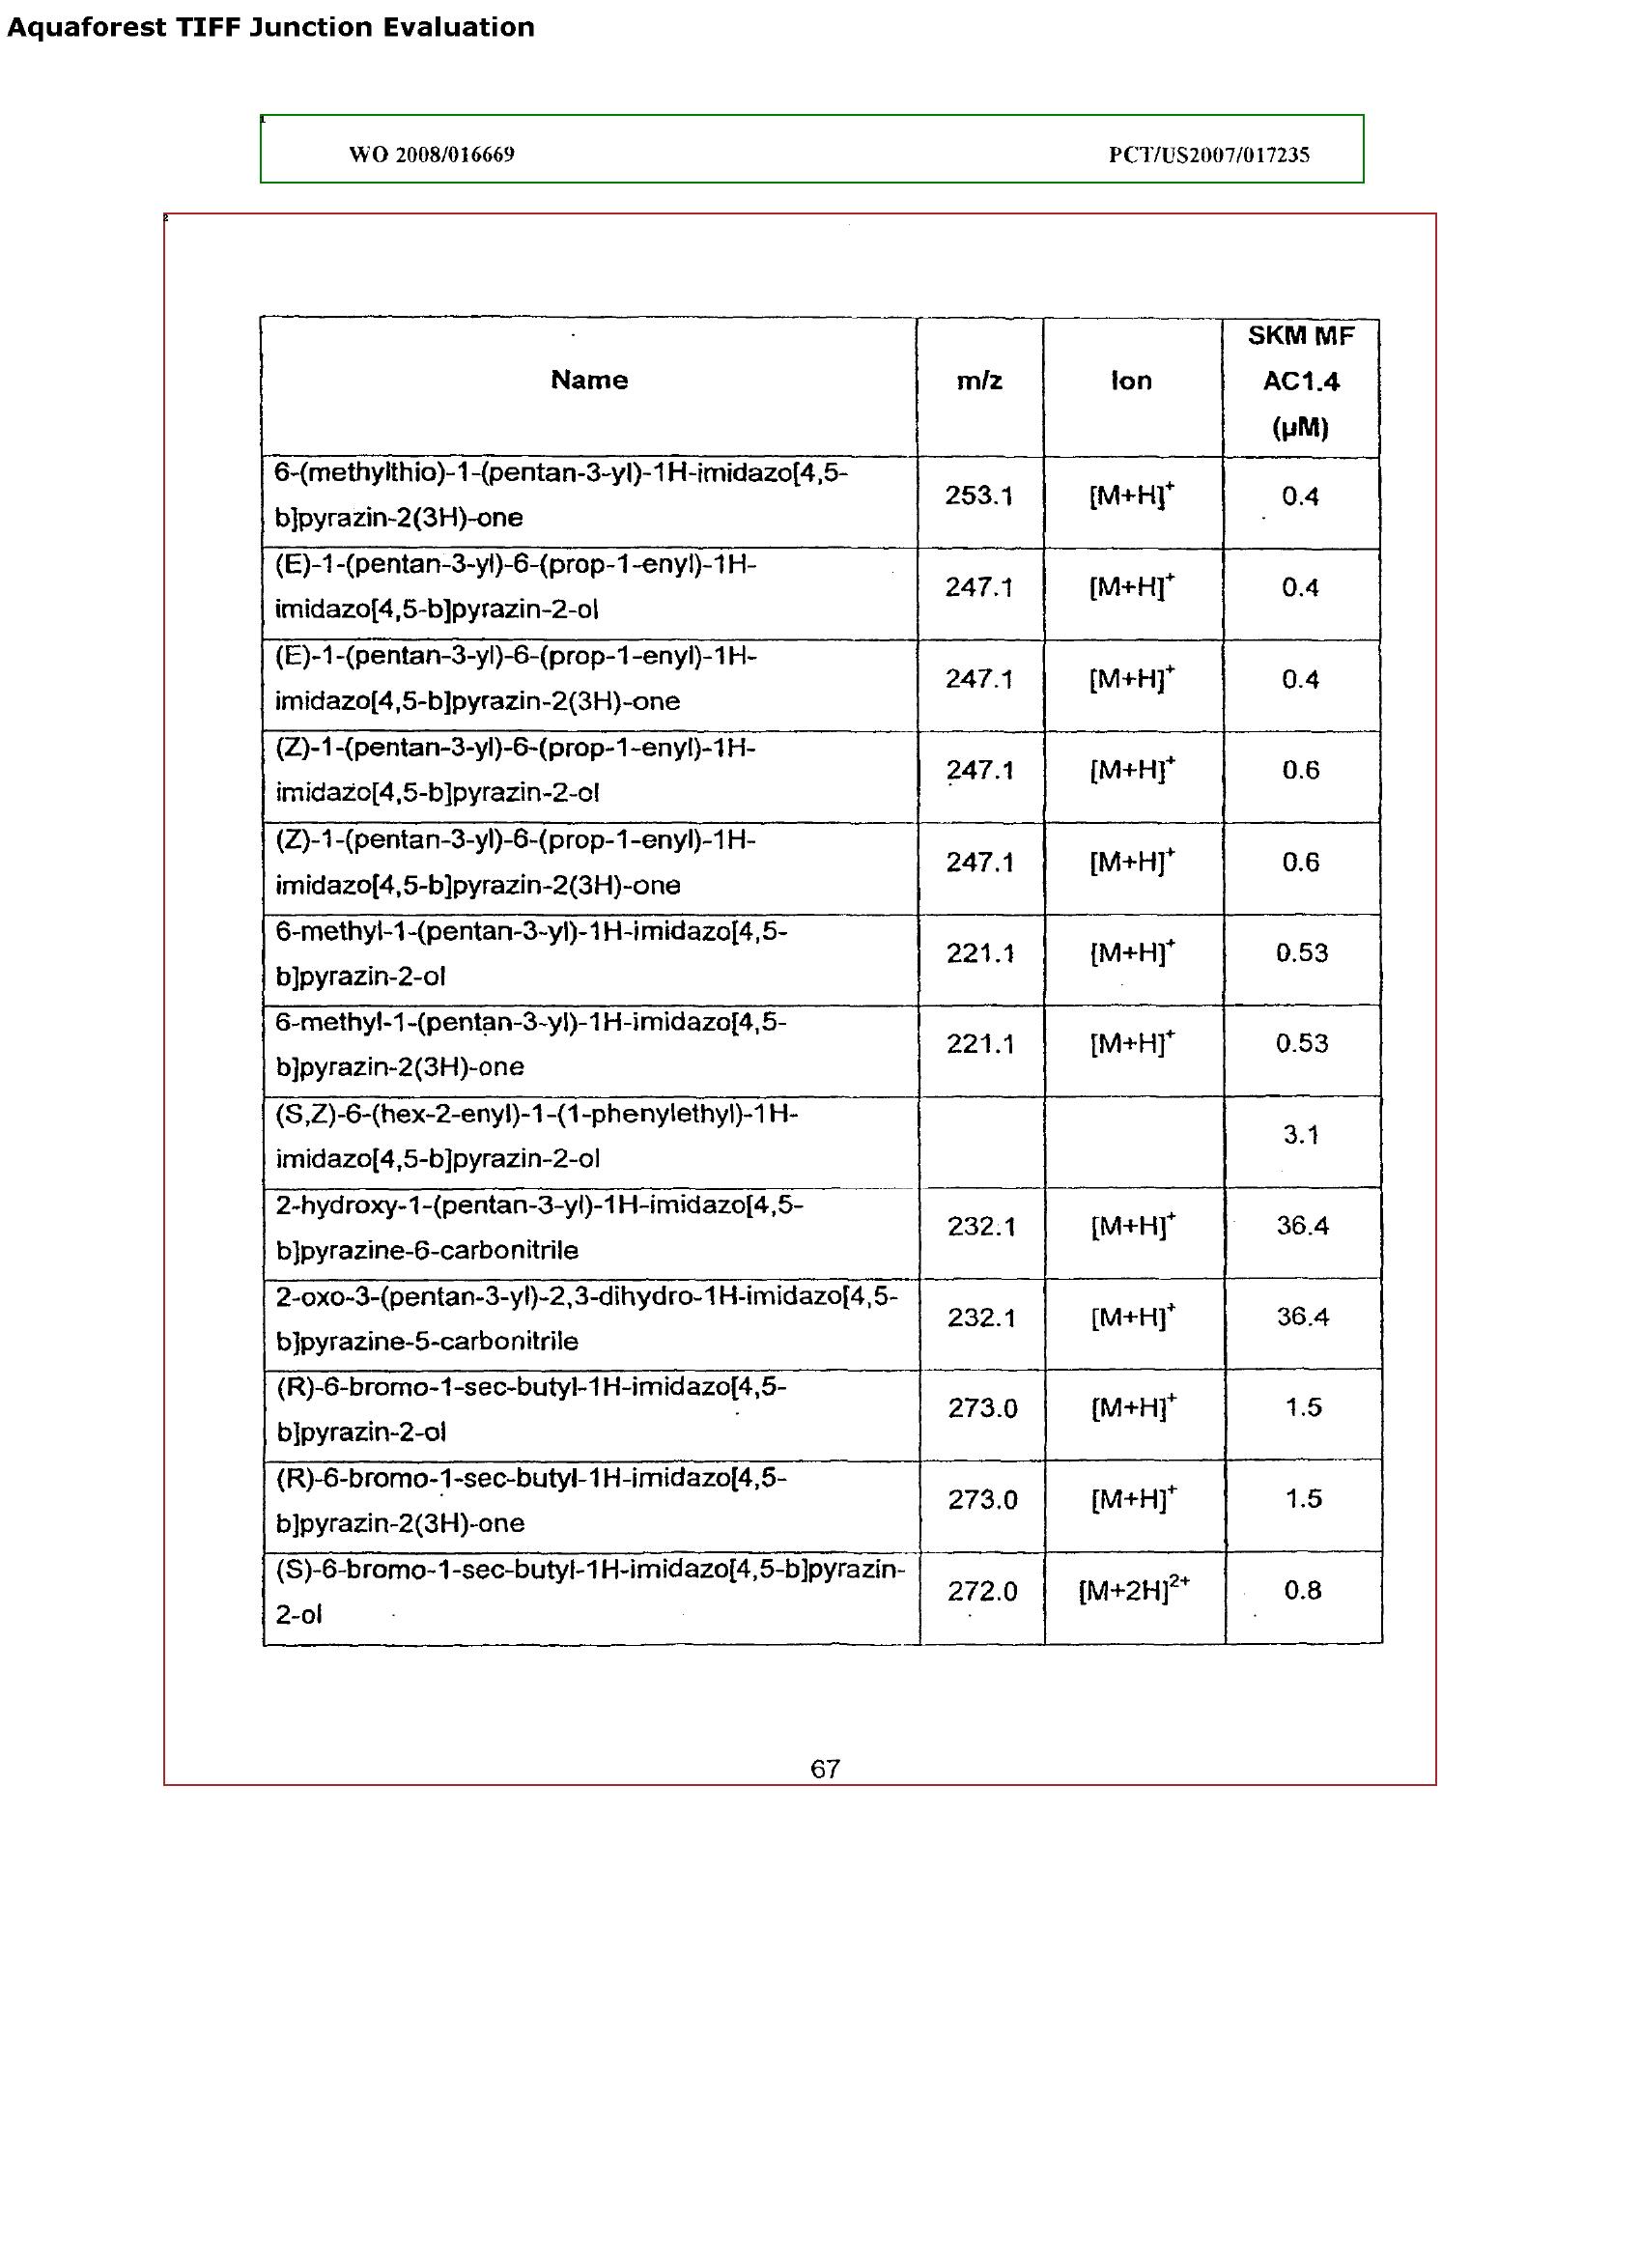 Aquaforest TIFF Junction Evaluation
1
WO 2008/016669 PCT/US2007/017235
2
SKM MF
Name m/z Ion AC1.4
(µM)
6-(methylthio)-1-(pentan-3-yl)-1H-imidazo[4,5-
253.1 [M+H]⁺ 0.4
b]pyrazin-2(3H)-one
(E)-1-(pentan-3-yl)-6-(prop-1-enyl)-1H-
247.1 [M+H]⁺ 0.4
imidazo[4,5-b]pyrazin-2-ol
(E)-1-(pentan-3-yl)-6-(prop-1-enyl)-1H-
247.1 [M+H]⁺ 0.4
imidazo[4,5-b]pyrazin-2(3H)-one
(Z)-1-(pentan-3-yl)-6-(prop-1-enyl)-1H-
247.1 [M+H]⁺ 0.6
imidazo[4,5-b]pyrazin-2-ol
(Z)-1-(pentan-3-yl)-6-(prop-1-enyl)-1H-
247.1 [M+H]⁺ 0.6
imidazo[4,5-b]pyrazin-2(3H)-one
6-methyl-1-(pentan-3-yl)-1H-imidazo[4,5-
221.1 [M+H]⁺ 0.53
b]pyrazin-2-ol
6-methyl-1-(pentan-3-yl)-1H-imidazo[4,5-
221.1 [M+H]⁺ 0.53
b]pyrazin-2(3H)-one
(S,Z)-6-(hex-2-enyl)-1-(1-phenylethyl)-1H-
3.1
imidazo[4,5-b]pyrazin-2-ol
2-hydroxy-1-(pentan-3-yl)-1H-imidazo[4,5-
232.1 [M+H]⁺ 36.4
b]pyrazine-6-carbonitrile
2-oxo-3-(pentan-3-yl)-2,3-dihydro-1H-imidazo[4,5-
232.1 [M+H]⁺ 36.4
b]pyrazine-5-carbonitrile
(R)-6-bromo-1-sec-butyl-1H-imidazo[4,5-
273.0 [M+H]⁺ 1.5
b]pyrazin-2-ol
(R)-6-bromo-1-sec-butyl-1H-imidazo[4,5-
273.0 [M+H]⁺ 1.5
b]pyrazin-2(3H)-one
(S)-6-bromo-1-sec-butyl-1H-imidazo[4,5-b]pyrazin-
272.0 [M+2H]²⁺ 0.8
2-ol
67